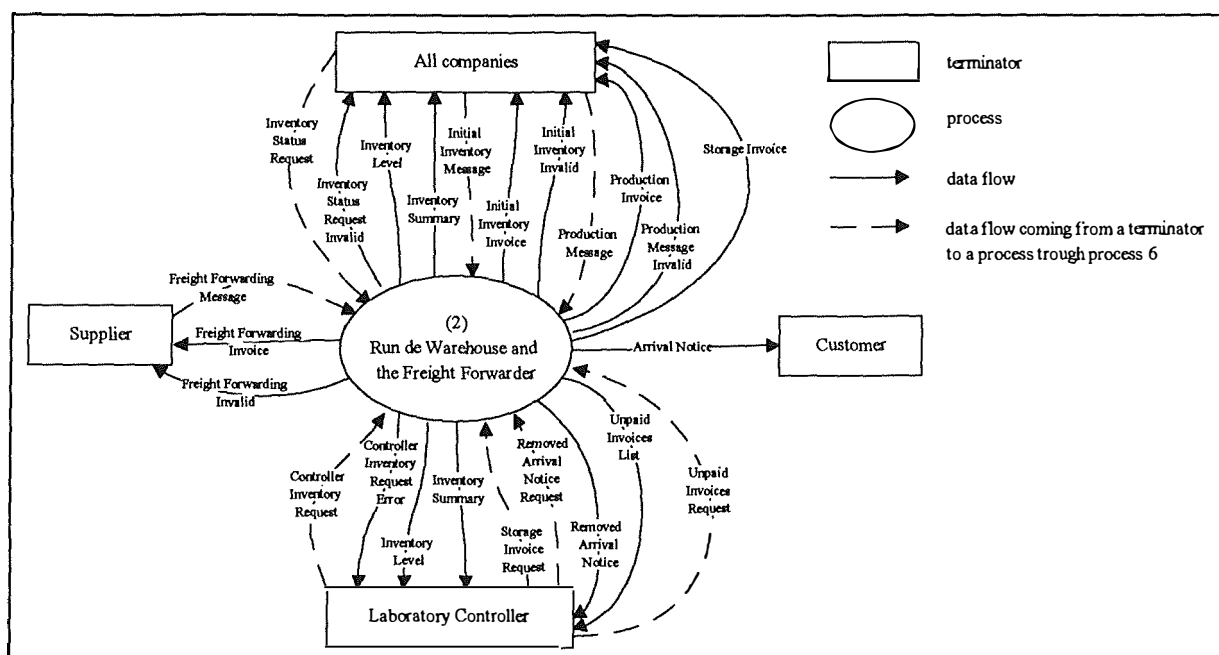 All companies
terminator
process
data flow
data flow coming from a terminator
to a process trough process 6
Inventory
Status
Request
Inventory
Status
Request
Invalid
Inventory
Level
Inventory
Summary
Initial
Inventory
Message
Initial
Inventory
Invoice
Initial
Inventory
Invalid
Production
Message
Production
Invoice
Production
Message
Invalid
Storage Invoice
Supplier
Freight Forwarding
Message
Freight Forwarding
Invoice
Freight Forwarding
Invalid
(2)
Run de Warehouse and
the Freight Forwarder
Arrival Notice
Customer
Controller
Inventory
Request
Controller
Inventory
Request
Error
Inventory
Level
Inventory
Summary
Storage
Invoice
Request
Removed
Arrival
Notice
Request
Removed
Arrival
Notice
Unpaid
Invoices
List
Unpaid
Invoices
Request
Laboratory Controller